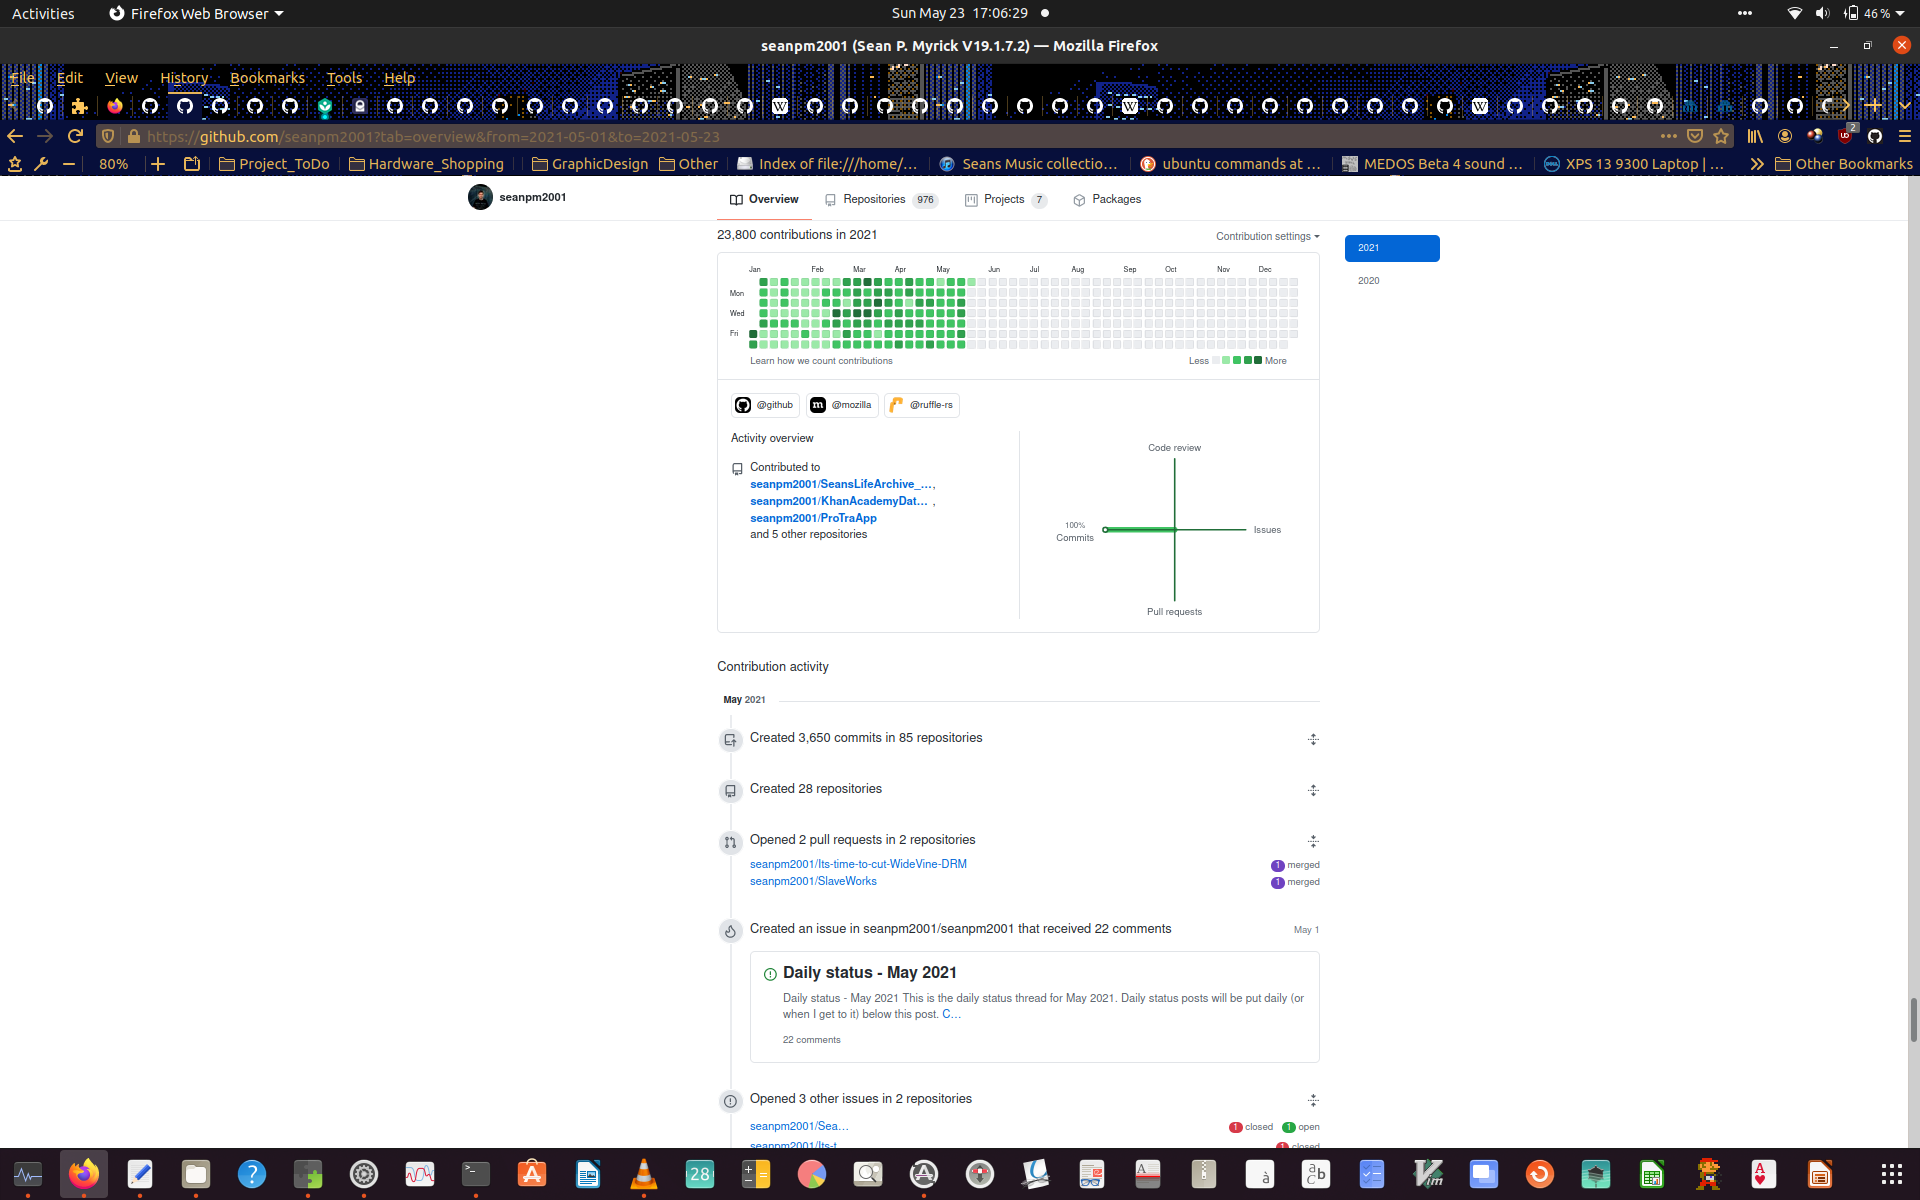 Activities Firefox Web Browser Sun May 23 17:06:29 46 %
seanpm2001 (Sean P. Myrick V19.1.7.2) — Mozilla Firefox
File Edit View History Bookmarks Tools Help
https://github.com/seanpm2001?tab=overview&from=2021-05-01&to=2021-05-23 2
80% Project_ToDo Hardware_Shopping GraphicDesign Other Index of file:///home/... Seans Music collectio... ubuntu commands at ... MEDOS Beta 4 sound ... XPS 13 9300 Laptop | ... Other Bookmarks
seanpm2001 Overview Repositories 976 Projects 7 Packages
23,800 contributions in 2021 Contribution settings
2021
2020
Jan Feb Mar Apr May Jun Jul Aug Sep Oct Nov Dec
Mon
Wed
Fri
Learn how we count contributions Less More
@github @mozilla @ruffle-rs
Activity overview
Contributed to
seanpm2001/SeansLifeArchive_...,
seanpm2001/KhanAcademyDat... ,
seanpm2001/ProTraApp
and 5 other repositories
Code review
100%
Commits
Issues
Pull requests
Contribution activity
May 2021
Created 3,650 commits in 85 repositories
Created 28 repositories
Opened 2 pull requests in 2 repositories
seanpm2001/Its-time-to-cut-WideVine-DRM 1 merged
seanpm2001/SlaveWorks 1 merged
Created an issue in seanpm2001/seanpm2001 that received 22 comments May 1
Daily status - May 2021
Daily status - May 2021 This is the daily status thread for May 2021. Daily status posts will be put daily (or
when I get to it) below this post. C...
22 comments
Opened 3 other issues in 2 repositories
seanpm2001/Sea... 1 closed 1 open
seanpm2001/Its-t... 1 closed
28